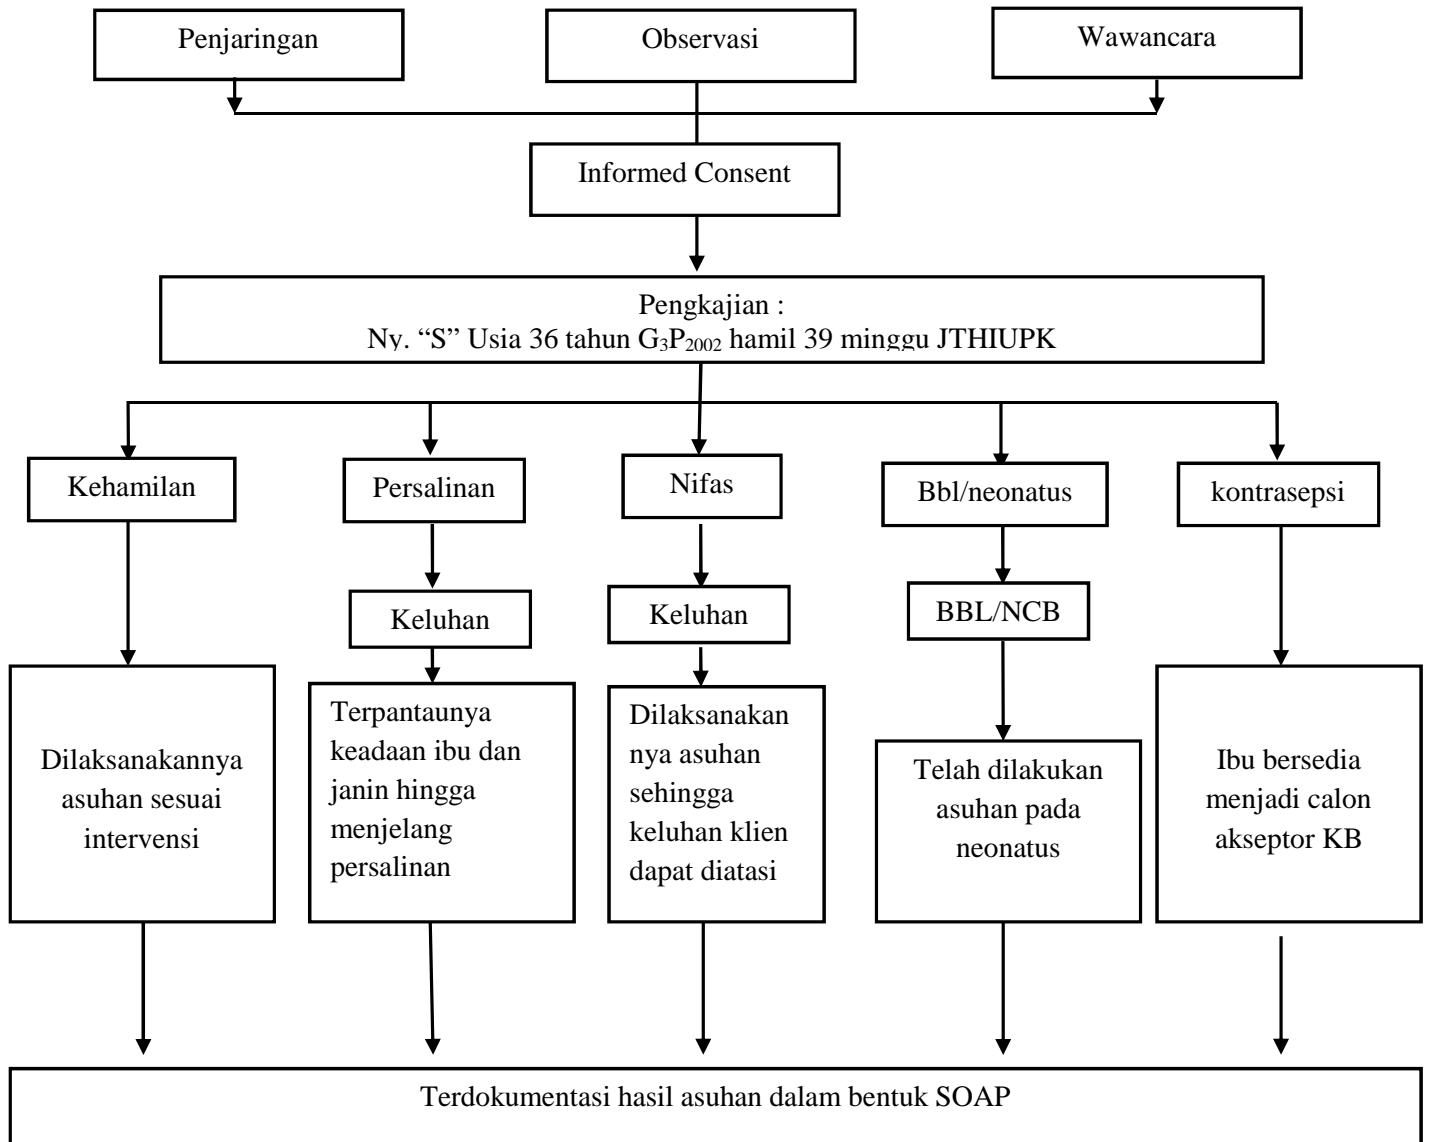 Penjaringan
Observasi
Wawancara
Informed Consent
Pengkajian :
Ny. “S” Usia 36 tahun G₃P₂₀₀₂ hamil 39 minggu JTHIUPK
Kehamilan
Persalinan
Nifas
Bbl/neonatus
kontrasepsi
Keluhan
Keluhan
BBL/NCB
Dilaksanakannya
asuhan sesuai
intervensi
Terpantaunya
keadaan ibu dan
janin hingga
menjelang
persalinan
Dilaksanakan
nya asuhan
sehingga
keluhan klien
dapat diatasi
Telah dilakukan
asuhan pada
neonatus
Ibu bersedia
menjadi calon
akseptor KB
Terdokumentasi hasil asuhan dalam bentuk SOAP